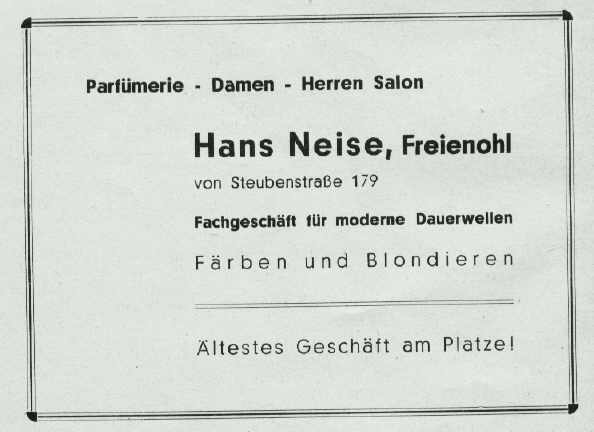 Parfümerie - Damen - Herren Salon
Hans Neise, Freienohl
von Steubenstraße 179
Fachgeschäft für moderne Dauerwellen
Färben und Blondieren
Ältestes Geschäft am Platze!